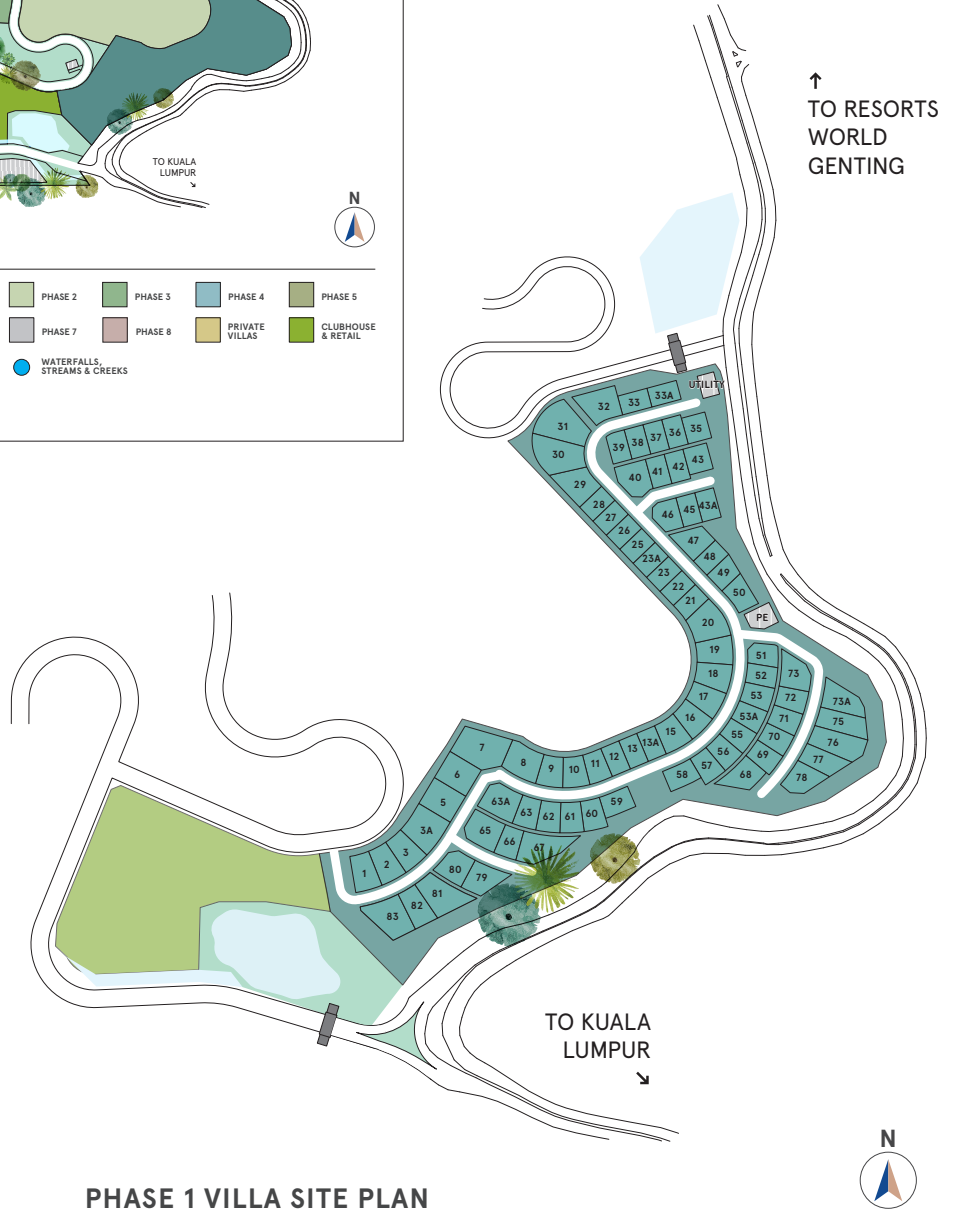 TO KUALA
LUMPUR
N
PHASE 2
PHASE 3
PHASE 4
PHASE 5
PHASE 7
PHASE 8
PRIVATE
VILLAS
CLUBHOUSE
& RETAIL
WATERFALLS,
STREAMS & CREEKS
TO RESORTS
WORLD
GENTING
UTILITY
32
33
33A
31
30
39
38
37
36
35
40
41
42
43
29
28
27
26
25
23A
23
22
21
20
19
18
17
16
15
13A
13
12
11
10
9
8
7
6
5
3A
3
2
1
46
45
43A
47
48
49
50
PE
51
52
53
53A
55
56
57
58
73
72
71
70
69
68
73A
75
76
77
78
63A
63
62
61
60
59
65
66
67
80
79
81
82
83
TO KUALA
LUMPUR
N
PHASE 1 VILLA SITE PLAN